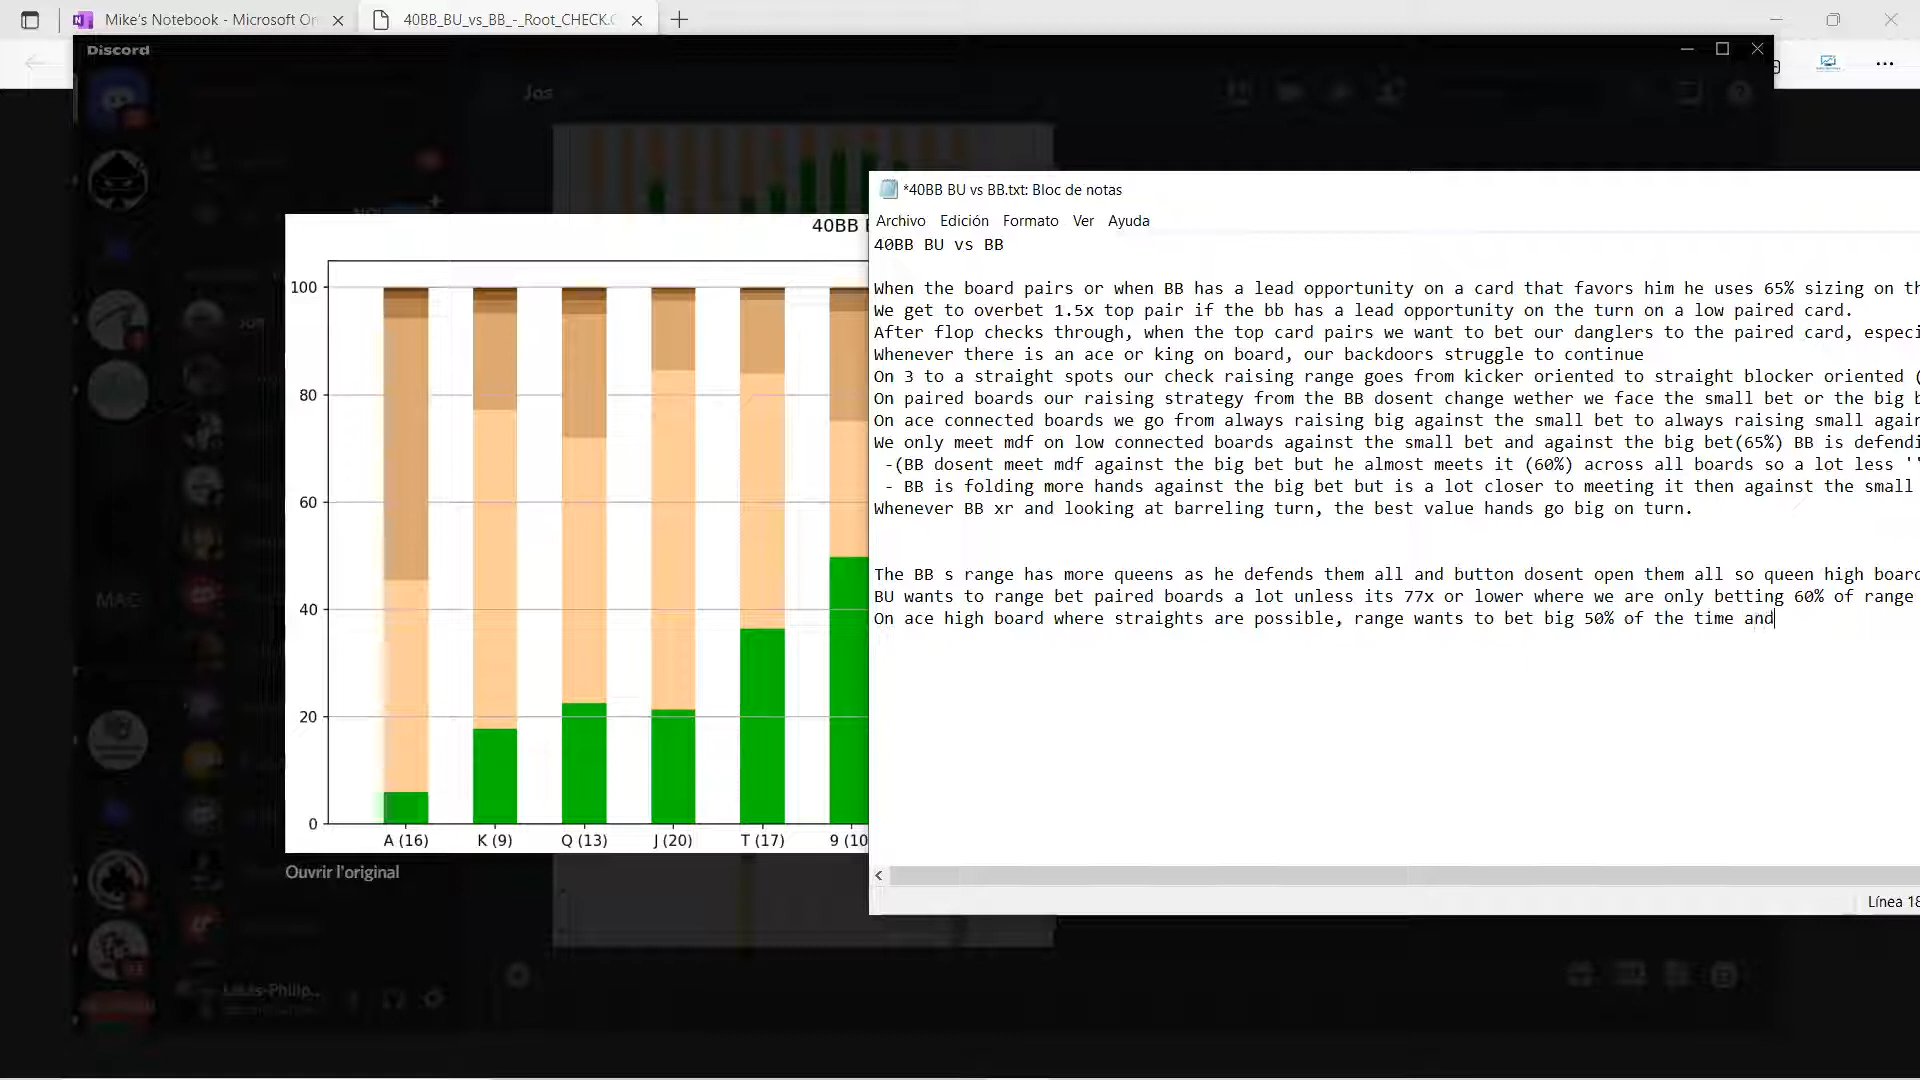 Mike's Notebook - Microsoft On
40BB_BU_vs_BB_-_Root_CHECK.
Discord
Jos
*40BB BU vs BB.txt: Bloc de notas
Archivo Edición Formato Ver Ayuda
40BB BU vs BB
When the board pairs or when BB has a lead opportunity on a card that favors him he uses 65% sizing on th
We get to overbet 1.5x top pair if the bb has a lead opportunity on the turn on a low paired card.
After flop checks through, when the top card pairs we want to bet our danglers to the paired card, especi
Whenever there is an ace or king on board, our backdoors struggle to continue
On 3 to a straight spots our check raising range goes from kicker oriented to straight blocker oriented (
On paired boards our raising strategy from the BB dosent change wether we face the small bet or the big b
On ace connected boards we go from always raising big against the small bet to always raising small again
We only meet mdf on low connected boards against the small bet and against the big bet(65%) BB is defendi
-(BB dosent meet mdf against the big bet but he almost meets it (60%) across all boards so a lot less ''
- BB is folding more hands against the big bet but is a lot closer to meeting it then against the small
Whenever BB xr and looking at barreling turn, the best value hands go big on turn.
The BB s range has more queens as he defends them all and button dosent open them all so queen high board
BU wants to range bet paired boards a lot unless its 77x or lower where we are only betting 60% of range
On ace high board where straights are possible, range wants to bet big 50% of the time and
Línea 18
40BB B
100
80
60
40
20
0
A (16) K (9) Q (13) J (20) T (17) 9 (10
Ouvrir l'original